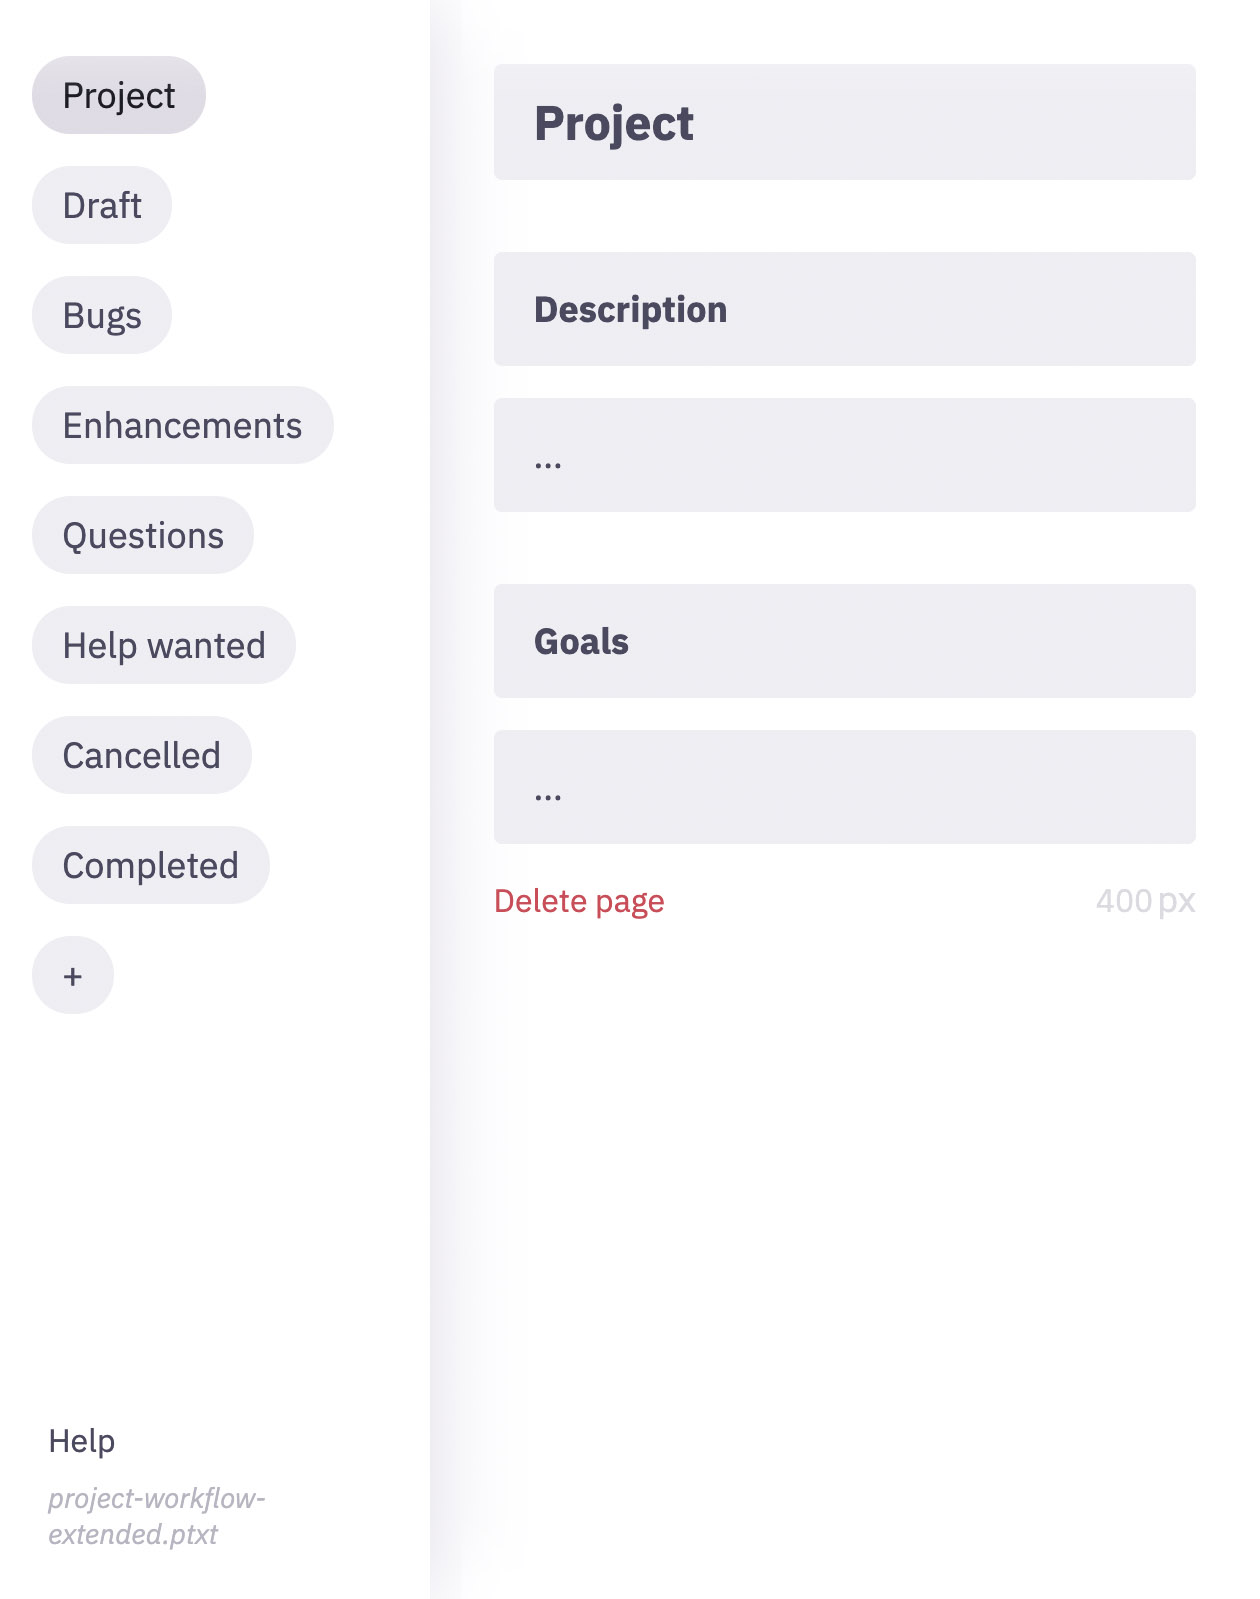 Project
Draft
Bugs
Enhancements
Questions
Help wanted
Cancelled
Completed
+
Help
project-workflow-
extended.ptxt
Project
Description
...
Goals
...
Delete page
400 px